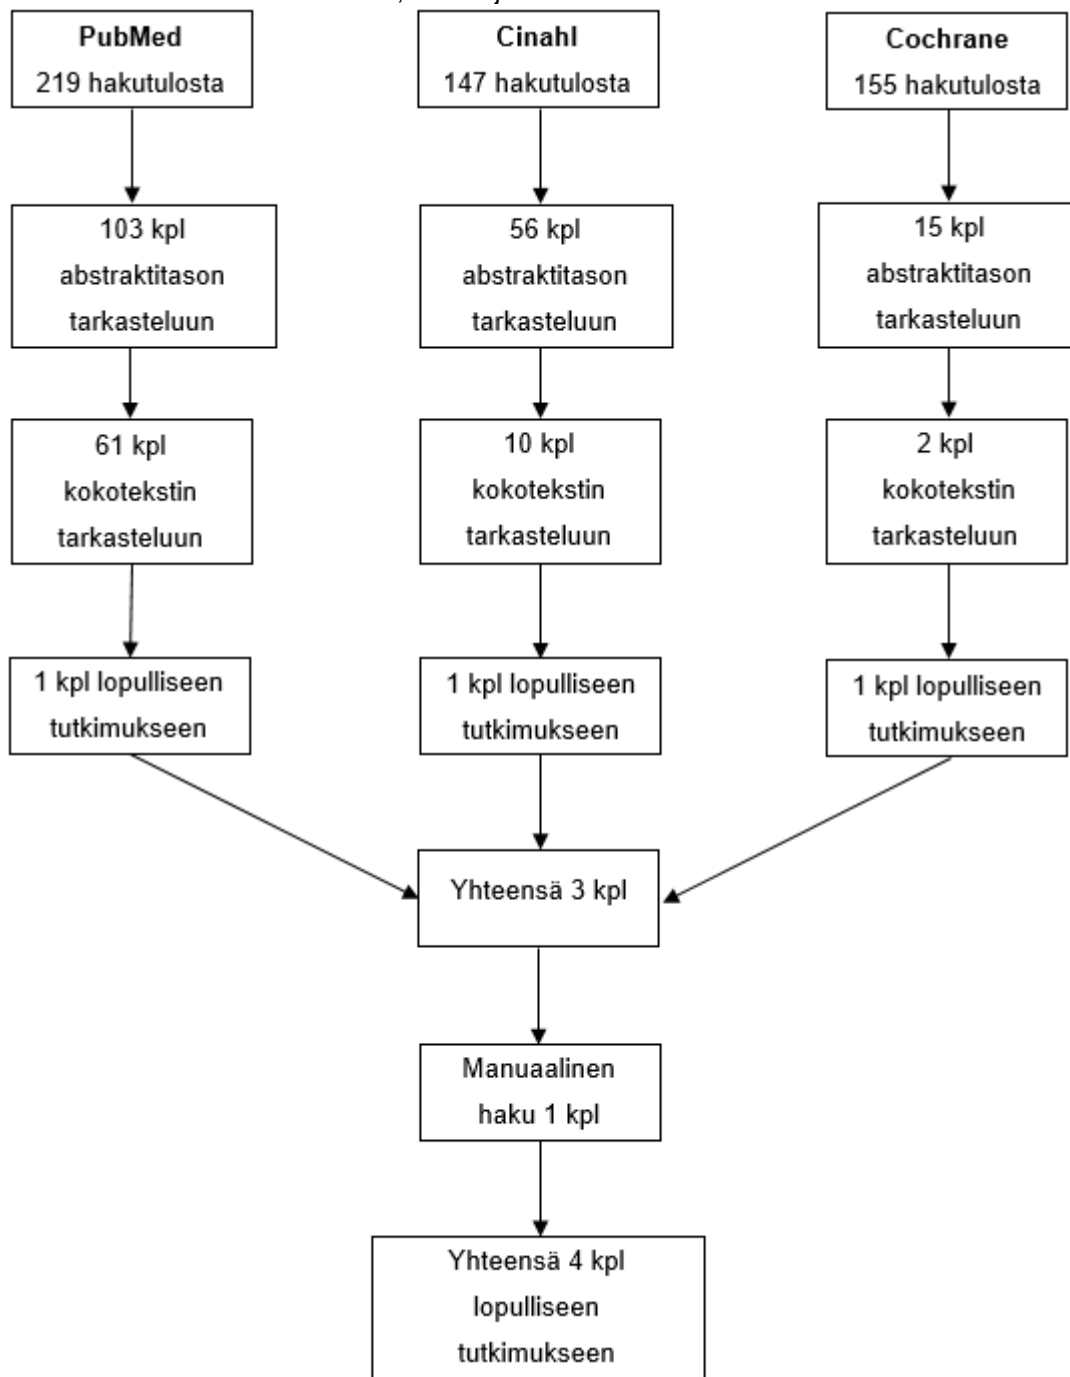 PubMed
219 hakutulosta
Cinahl
147 hakutulosta
Cochrane
155 hakutulosta
103 kpl
abstraktitason
tarkasteluun
56 kpl
abstraktitason
tarkasteluun
15 kpl
abstraktitason
tarkasteluun
61 kpl
kokotekstin
tarkasteluun
10 kpl
kokotekstin
tarkasteluun
2 kpl
kokotekstin
tarkasteluun
1 kpl lopulliseen
tutkimukseen
1 kpl lopulliseen
tutkimukseen
1 kpl lopulliseen
tutkimukseen
Yhteensä 3 kpl
Manuaalinen
haku 1 kpl
Yhteensä 4 kpl
lopulliseen
tutkimukseen